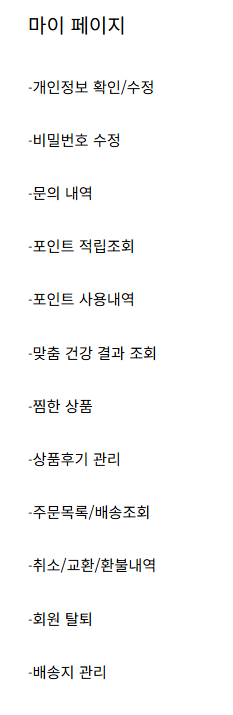 마이 페이지
-개인정보 확인/수정
-비밀번호 수정
-문의 내역
-포인트 적립조회
-포인트 사용내역
-맞춤 건강 결과 조회
-찜한 상품
-상품후기 관리
-주문목록/배송조회
-취소/교환/환불내역
-회원 탈퇴
-배송지 관리